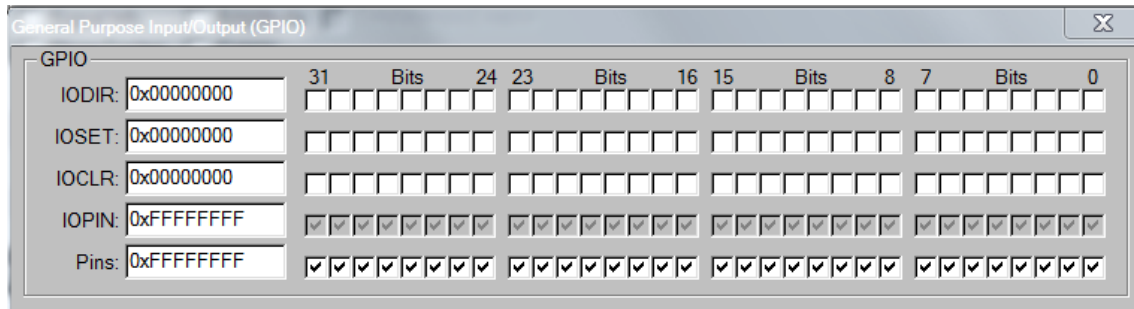 General Purpose Input/Output (GPIO)
GPIO
31 Bits 24 23 Bits 16 15 Bits 8 7 Bits 0
IODIR: 0x00000000
IOSET: 0x00000000
IOCLR: 0x00000000
IOPIN: 0xFFFFFFFF
Pins: 0xFFFFFFFF